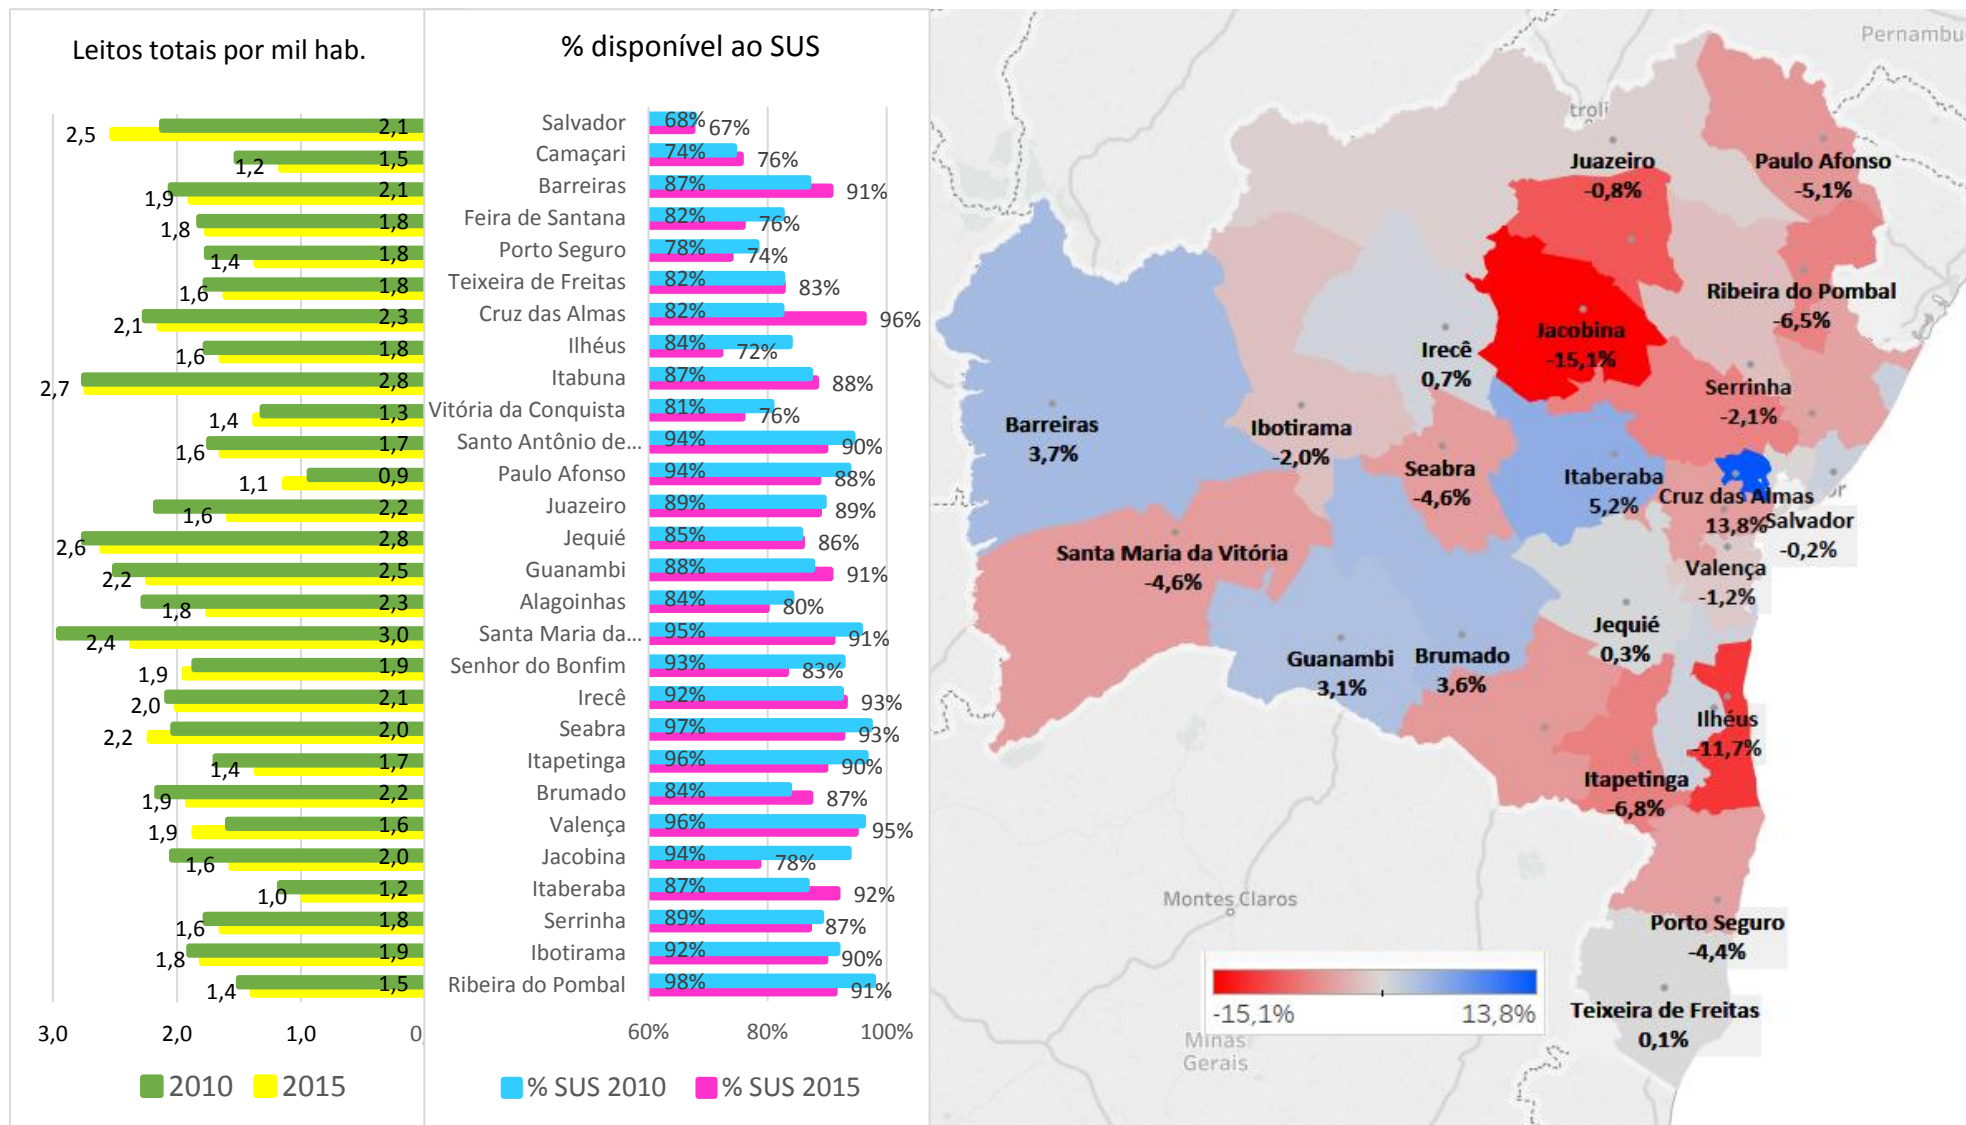 Leitos totais por mil hab.
% disponível ao SUS
2,1
2,5
Salvador
68%
67%
1,5
1,2
Camaçari
74%
76%
2,1
1,9
Barreiras
87%
91%
1,8
1,8
Feira de Santana
82%
76%
1,8
1,4
Porto Seguro
78%
74%
1,8
1,6
Teixeira de Freitas
82%
83%
2,3
2,1
Cruz das Almas
82%
96%
1,8
1,6
Ilhéus
84%
72%
2,8
2,7
Itabuna
87%
88%
1,3
1,4
Vitória da Conquista
81%
76%
1,7
1,6
Santo Antônio de...
94%
90%
0,9
1,1
Paulo Afonso
94%
88%
2,2
1,6
Juazeiro
89%
89%
2,8
2,6
Jequié
85%
86%
2,5
2,2
Guanambi
88%
91%
2,3
1,8
Alagoinhas
84%
80%
3,0
2,4
Santa Maria da...
95%
91%
1,9
1,9
Senhor do Bonfim
93%
83%
2,1
2,0
Irecê
92%
93%
2,0
2,2
Seabra
97%
93%
1,7
1,4
Itapetinga
96%
90%
2,2
1,9
Brumado
84%
87%
1,6
1,9
Valença
96%
95%
2,0
1,6
Jacobina
94%
78%
1,2
1,0
Itaberaba
87%
92%
1,8
1,6
Serrinha
89%
87%
1,9
1,8
Ibotirama
92%
90%
1,5
1,4
Ribeira do Pombal
98%
91%
3,0
2,0
1,0
0,
60%
80%
100%
2010
2015
% SUS 2010
% SUS 2015
Pernambu
troli
Juazeiro
-0,8%
Paulo Afonso
-5,1%
Ribeira do Pombal
-6,5%
Jacobina
-15,1%
Irecê
0,7%
Serrinha
-2,1%
Barreiras
3,7%
Ibotirama
-2,0%
Seabra
-4,6%
Itaberaba
5,2%
Cruz das Almas
13,8%
or
Salvador
-0,2%
Santa Maria da Vitória
-4,6%
Valença
-1,2%
Jequié
0,3%
Guanambi
3,1%
Brumado
3,6%
Ilhéus
-11,7%
Itapetinga
-6,8%
Montes Claros
Porto Seguro
-4,4%
Teixeira de Freitas
0,1%
-15,1%
13,8%
Minas
Gerais